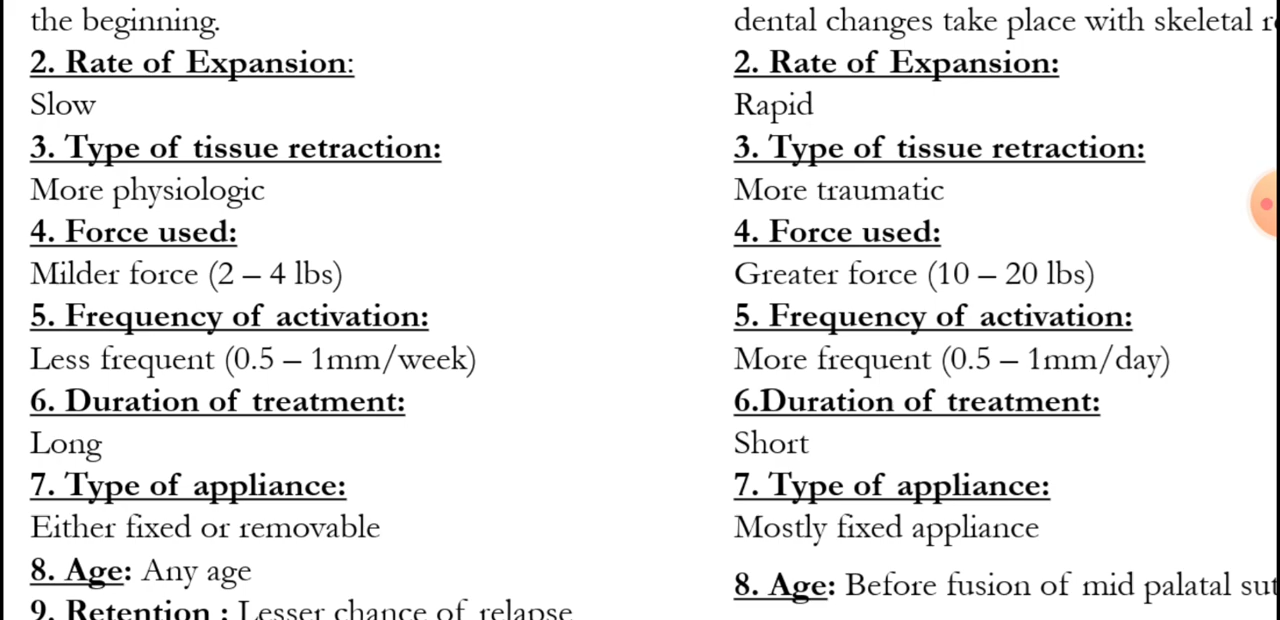 the beginning.
2. Rate of Expansion:
Slow
3. Type of tissue retraction:
More physiologic
4. Force used:
Milder force (2 – 4 lbs)
5. Frequency of activation:
Less frequent (0.5 – 1mm/week)
6. Duration of treatment:
Long
7. Type of appliance:
Either fixed or removable
8. Age: Any age
9. Retention : Lesser chance of relapse
dental changes take place with skeletal
2. Rate of Expansion:
Rapid
3. Type of tissue retraction:
More traumatic
4. Force used:
Greater force (10 – 20 lbs)
5. Frequency of activation:
More frequent (0.5 – 1mm/day)
6.Duration of treatment:
Short
7. Type of appliance:
Mostly fixed appliance
8. Age: Before fusion of mid palatal